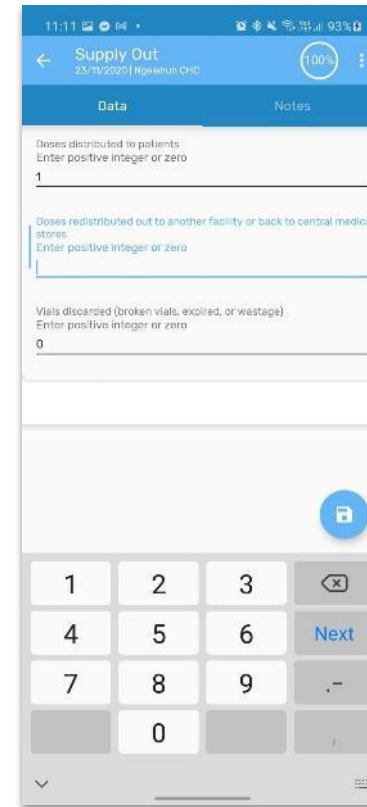 11:11
93%
Supply Out
23/11/2020 | Ngelehun CHC
100%
Data
Notes
Doses distributed to patients
Enter positive integer or zero
1
Doses redistributed out to another facility or back to central medical
stores
Enter positive integer or zero
Vials discarded (broken vials, expired, or wastage)
Enter positive integer or zero
0
1 2 3
4 5 6 Next
7 8 9 .-
0 ,